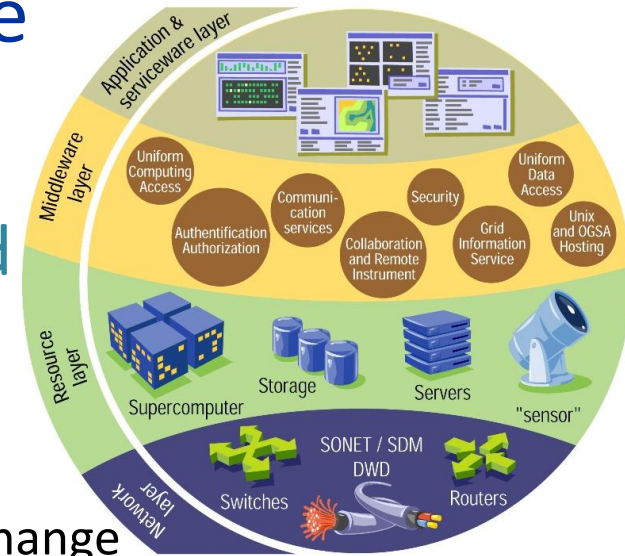 e
Application &
serviceware layer
Middleware
layer
Uniform
Computing
Access
Authentification
Authorization
Communi-
cation
services
Collaboration
and Remote
Instrument
Security
Grid
Information
Service
Uniform
Data
Access
Unix
and OGSA
Hosting
d
Resource
layer
Supercomputer
Storage
Servers
"sensor"
Network
layer
Switches
SONET / SDM
DWD
Routers
hange